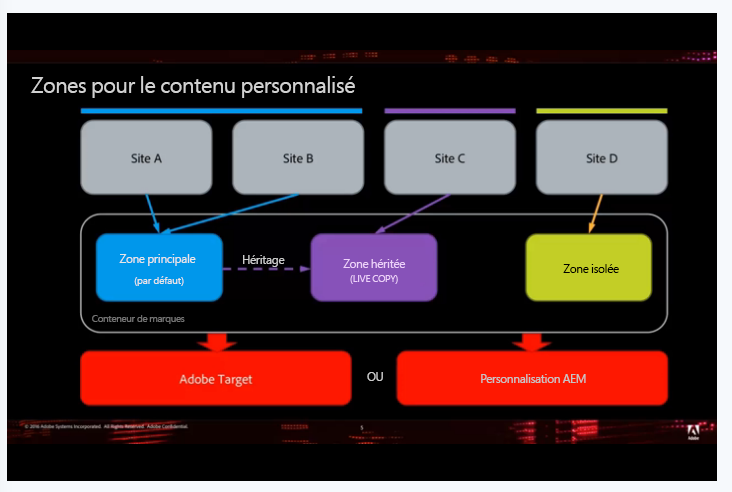 Zones pour le contenu personnalisé
Site A
Site B
Site C
Site D
Zone principale
(par défaut)
Héritage
Zone héritée
(LIVE COPY)
Zone isolée
Conteneur de marques
Adobe Target
OU
Personnalisation AEM
© 2016 Adobe Systems Incorporated. All Rights Reserved. Adobe Confidential.
5
Adobe